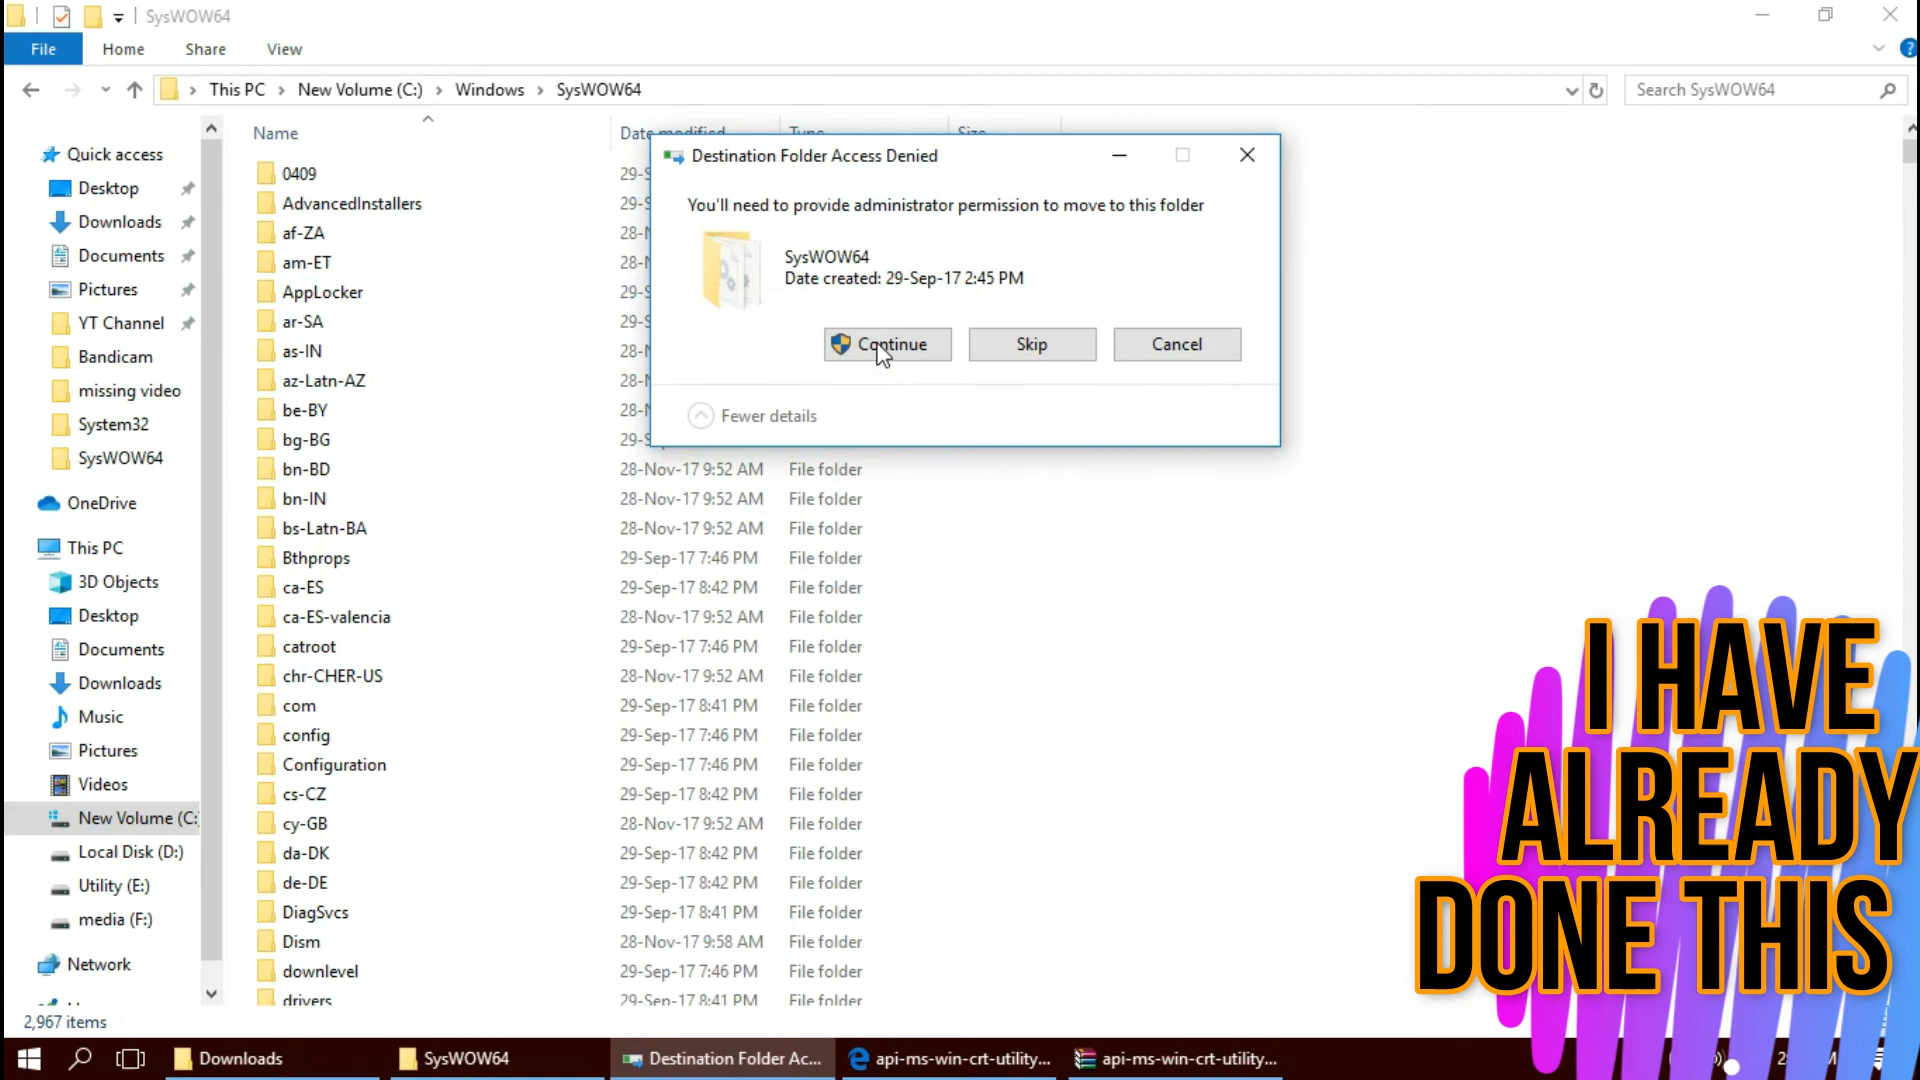 SysWOW64
File
Home
Share
View
This PC
New Volume (C:)
Windows
SysWOW64
Search SysWOW64
Quick access
Desktop
Downloads
Documents
Pictures
YT Channel
Bandicam
missing video
System32
SysWOW64
OneDrive
This PC
3D Objects
Desktop
Documents
Downloads
Music
Pictures
Videos
New Volume (C:
Local Disk (D:)
Utility (E:)
media (F:)
Network
Name
Date modified
Type
Size
0409
29-S
AdvancedInstallers
29-S
af-ZA
28-N
am-ET
28-N
AppLocker
29-S
ar-SA
29-S
as-IN
28-N
az-Latn-AZ
28-N
be-BY
28-N
bg-BG
29-S
bn-BD 28-Nov-17 9:52 AM File folder
bn-IN 28-Nov-17 9:52 AM File folder
bs-Latn-BA 28-Nov-17 9:52 AM File folder
Bthprops 29-Sep-17 7:46 PM File folder
ca-ES 29-Sep-17 8:42 PM File folder
ca-ES-valencia 28-Nov-17 9:52 AM File folder
catroot 29-Sep-17 7:46 PM File folder
chr-CHER-US 28-Nov-17 9:52 AM File folder
com 29-Sep-17 8:41 PM File folder
config 29-Sep-17 7:46 PM File folder
Configuration 29-Sep-17 7:46 PM File folder
cs-CZ 29-Sep-17 8:42 PM File folder
cy-GB 28-Nov-17 9:52 AM File folder
da-DK 29-Sep-17 8:42 PM File folder
de-DE 29-Sep-17 8:42 PM File folder
DiagSvcs 29-Sep-17 8:41 PM File folder
Dism 28-Nov-17 9:58 AM File folder
downlevel 29-Sep-17 7:46 PM File folder
drivers 29-Sep-17 8:41 PM File folder
Destination Folder Access Denied
You'll need to provide administrator permission to move to this folder
SysWOW64
Date created: 29-Sep-17 2:45 PM
Continue
Skip
Cancel
Fewer details
I HAVE
ALREADY
DONE THIS
2,967 items
Downloads
SysWOW64
Destination Folder Ac...
api-ms-win-crt-utility...
api-ms-win-crt-utility...